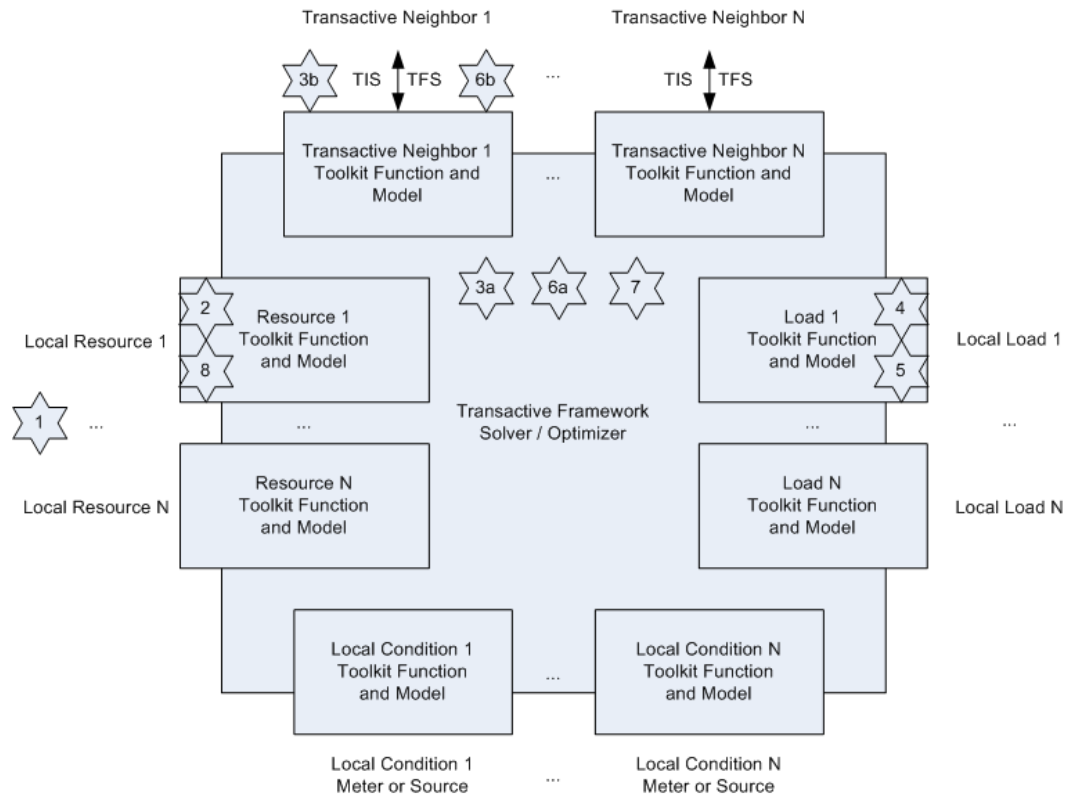 Transactive Neighbor 1
Transactive Neighbor N
3b
TIS
TFS
6b
...
TIS
TFS
Transactive Neighbor 1
Toolkit Function and
Model
...
Transactive Neighbor N
Toolkit Function and
Model
3a
6a
7
Local Resource 1
2
8
Resource 1
Toolkit Function
and Model
Load 1
Toolkit Function
and Model
4
5
Local Load 1
1
...
...
Transactive Framework
Solver / Optimizer
...
...
Local Resource N
Resource N
Toolkit Function
and Model
Load N
Toolkit Function
and Model
Local Load N
Local Condition 1
Toolkit Function
and Model
...
Local Condition N
Toolkit Function
and Model
Local Condition 1
Meter or Source
...
Local Condition N
Meter or Source